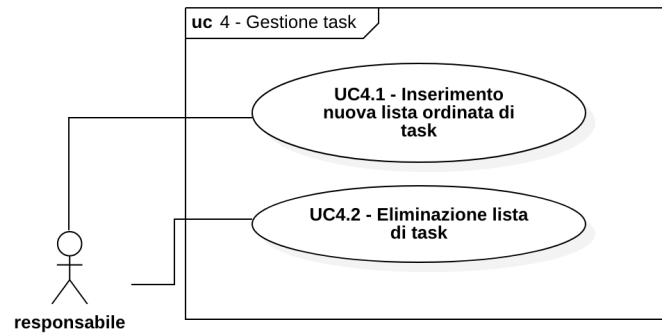 uc 4 - Gestione task
UC4.1 - Inserimento
nuova lista ordinata di
task
UC4.2 - Eliminazione lista
di task
responsabile